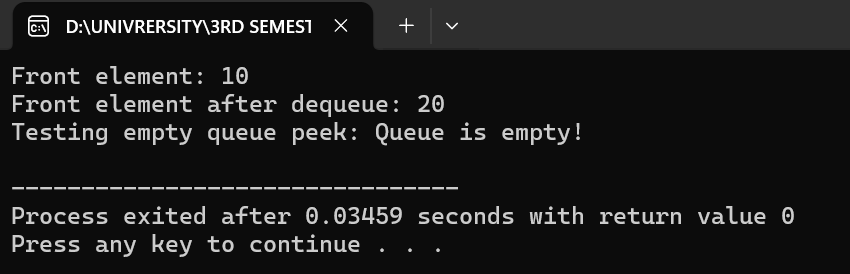 D:\UNIVRERSITY\3RD SEMEST
Front element: 10
Front element after dequeue: 20
Testing empty queue peek: Queue is empty!
--------------------------------
Process exited after 0.03459 seconds with return value 0
Press any key to continue . . .